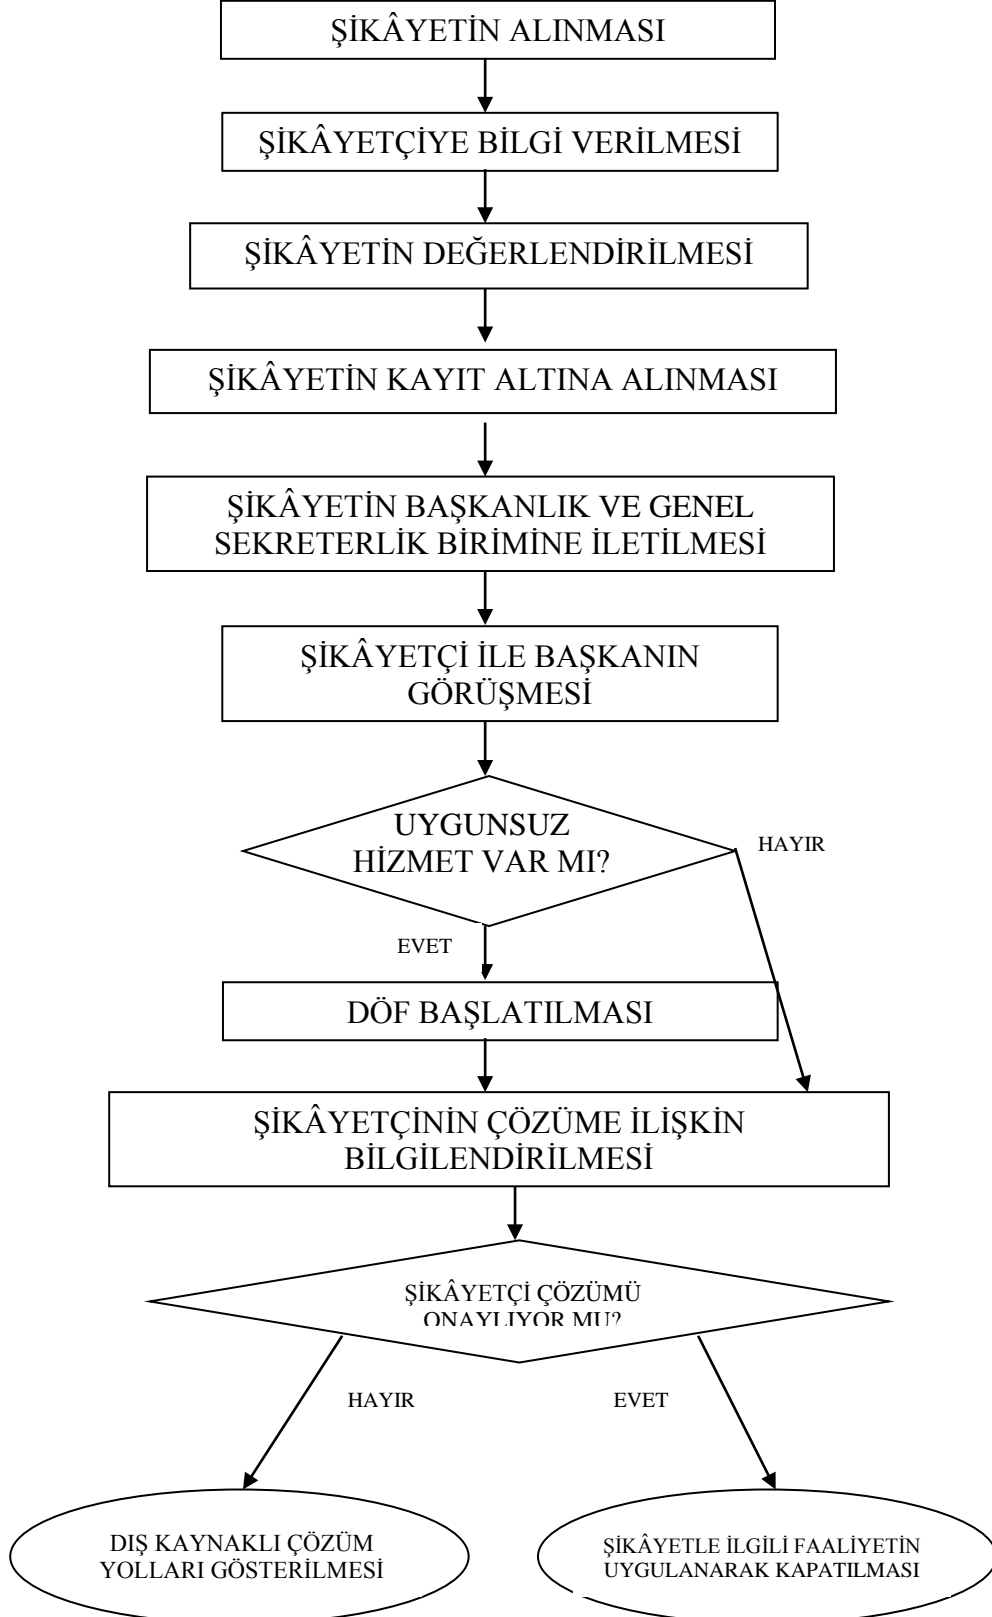 ŞİKÂYETİN ALINMASI
ŞİKÂYETÇİYE BİLGİ VERİLMESİ
ŞİKÂYETİN DEĞERLENDİRİLMESİ
ŞİKÂYETİN KAYIT ALTINA ALINMASI
ŞİKÂYETİN BAŞKANLIK VE GENEL
SEKRETERLİK BİRİMİNE İLETİLMESİ
ŞİKÂYETÇİ İLE BAŞKANIN
GÖRÜŞMESİ
UYGUNSUZ
HİZMET VAR MI?
HAYIR
EVET
DÖF BAŞLATILMASI
ŞİKÂYETÇİNİN ÇÖZÜME İLİŞKİN
BİLGİLENDİRİLMESİ
ŞİKÂYETÇİ ÇÖZÜMÜ
ONAYLIYOR MU?
HAYIR
EVET
DIŞ KAYNAKLI ÇÖZÜM
YOLLARI GÖSTERİLMESİ
ŞİKÂYETLE İLGİLİ FAALİYETİN
UYGULANARAK KAPATILMASI